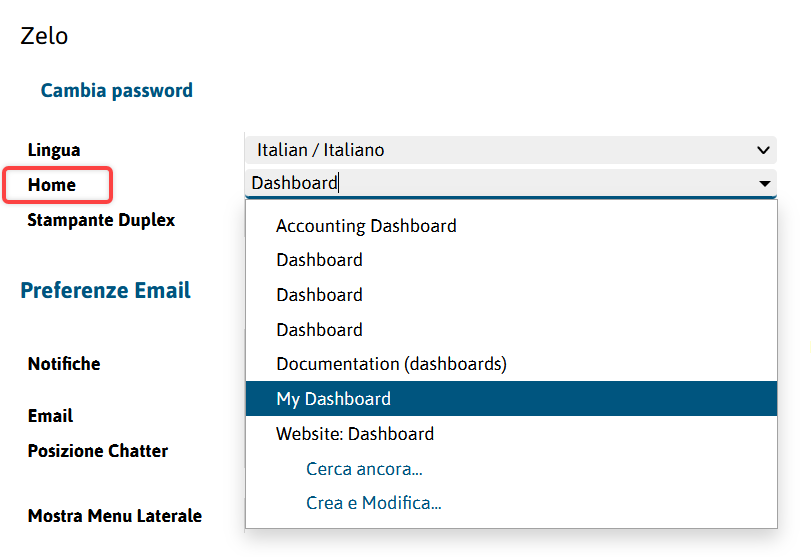 Zelo
Cambia password
Lingua
Italian / Italiano
Home
Dashboard
Stampante Duplex
Accounting Dashboard
Dashboard
Dashboard
Dashboard
Documentation (dashboards)
My Dashboard
Website: Dashboard
Cerca ancora...
Crea e Modifica...
Preferenze Email
Notifiche
Email
Posizione Chatter
Mostra Menu Laterale